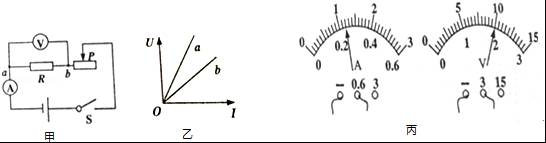 V
a
R
b
P
A
S
甲
U
a
b
O
I
乙
0
1
2
3
0
0.2
0.4
0.6
A
－ 0.6 3
0
5
10
15
0
1
2
3
V
－ 3 15
丙